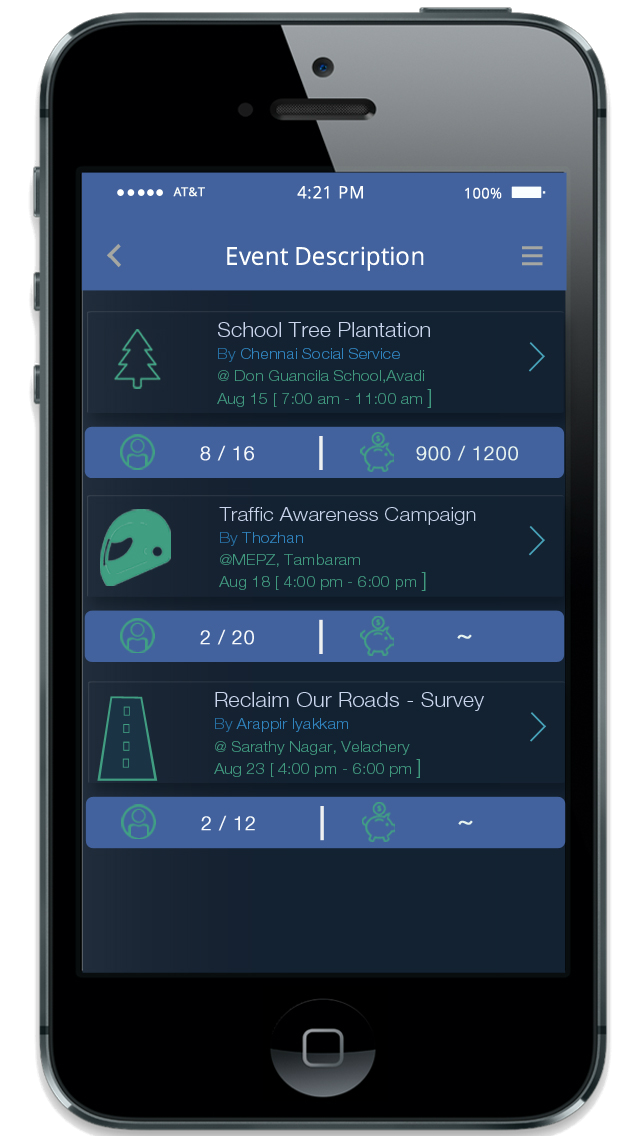 AT&T 4:21 PM 100%
Event Description
School Tree Plantation
By Chennai Social Service
@ Don Guancila School,Avadi
Aug 15 [ 7:00 am - 11:00 am ]
8 / 16 | 900 / 1200
Traffic Awareness Campaign
By Thozhan
@MEPZ, Tambaram
Aug 18 [ 4:00 pm - 6:00 pm ]
2 / 20 | ~
Reclaim Our Roads - Survey
By Arappir Iyakkam
@ Sarathy Nagar, Velachery
Aug 23 [ 4:00 pm - 6:00 pm ]
2 / 12 | ~